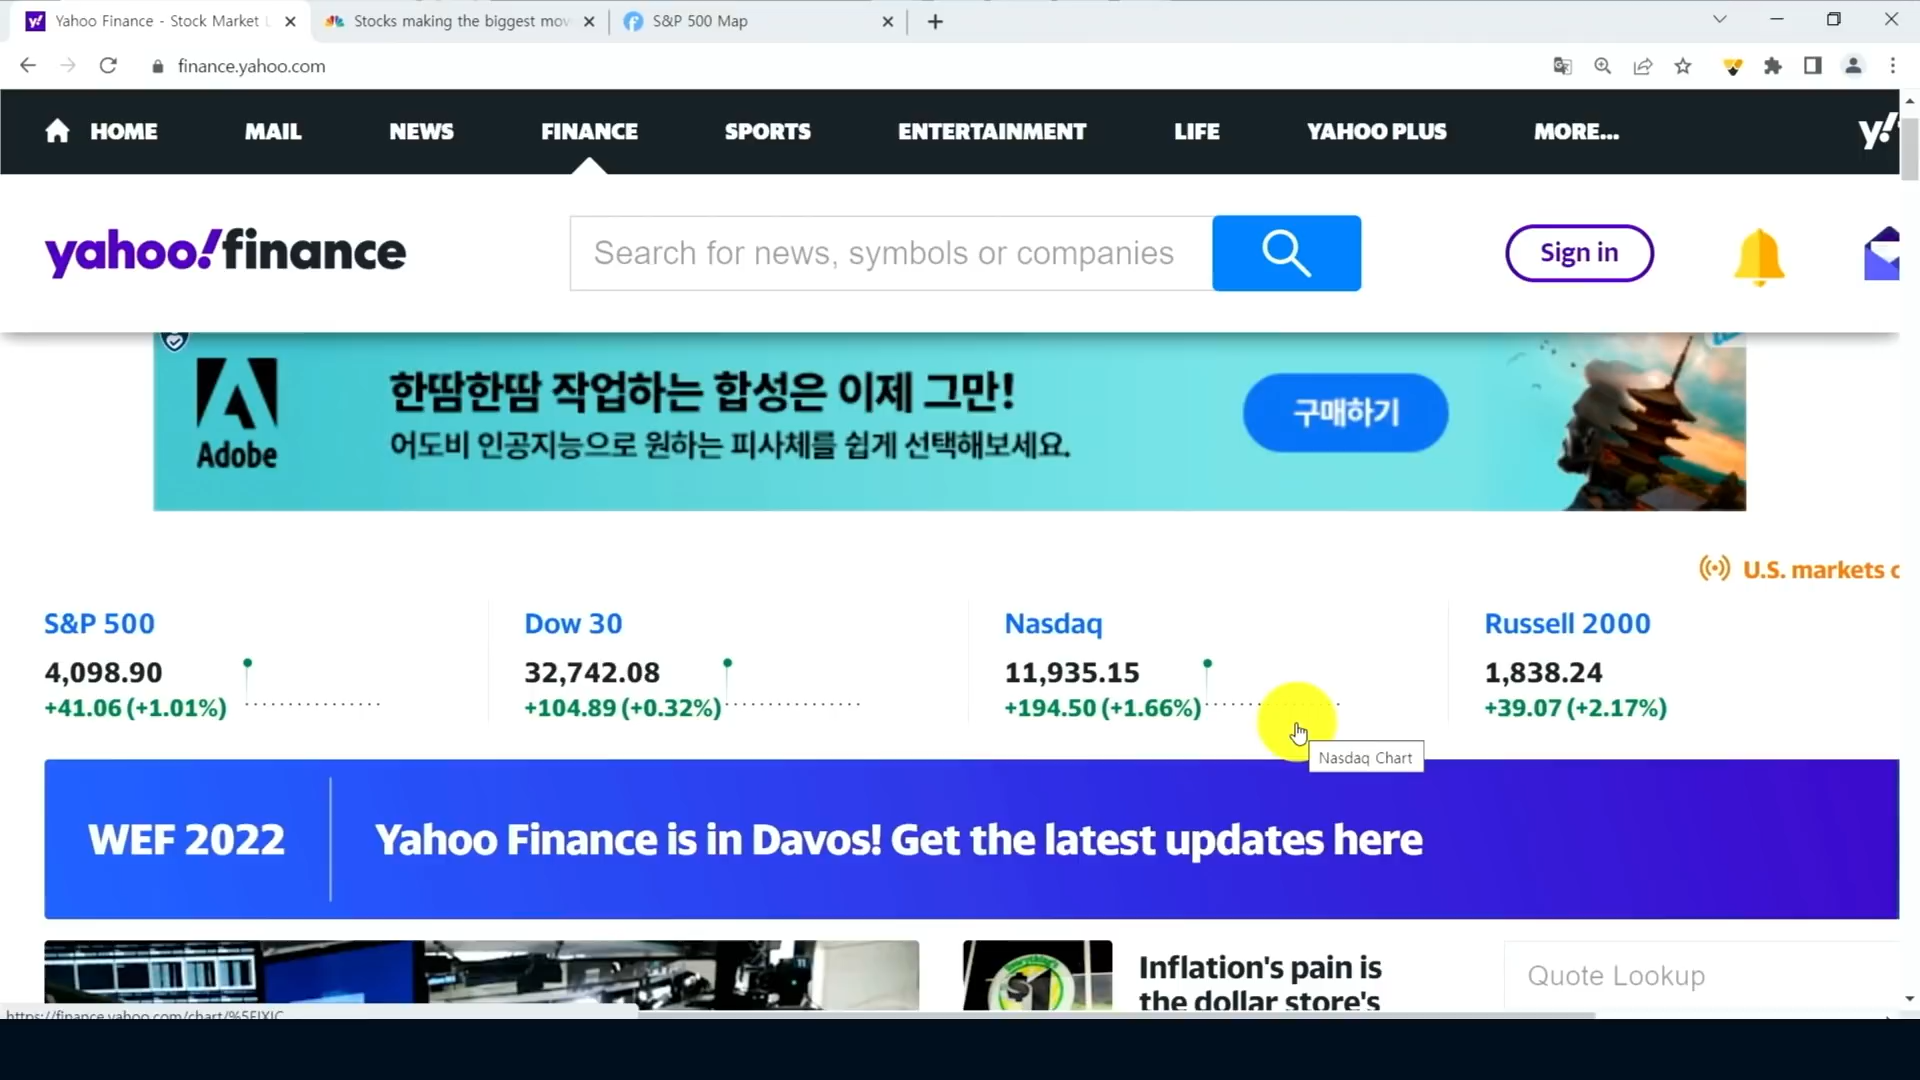 Yahoo Finance - Stock Market L
Stocks making the biggest mov
S&P 500 Map
finance.yahoo.com
HOME MAIL NEWS FINANCE SPORTS ENTERTAINMENT LIFE YAHOO PLUS MORE... y!
yahoo!finance
Search for news, symbols or companies
Sign in
Adobe
한땀한땀 작업하는 합성은 이제 그만!
어도비 인공지능으로 원하는 피사체를 쉽게 선택해보세요.
구매하기
U.S. markets c
S&P 500
4,098.90
+41.06 (+1.01%)
Dow 30
32,742.08
+104.89 (+0.32%)
Nasdaq
11,935.15
+194.50 (+1.66%)
Russell 2000
1,838.24
+39.07 (+2.17%)
Nasdaq Chart
WEF 2022
Yahoo Finance is in Davos! Get the latest updates here
Inflation's pain is
the dollar store's
Quote Lookup
https://finance.yahoo.com/chart/%5EIXIC